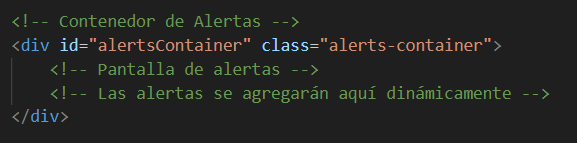 <!-- Contenedor de Alertas -->
<div id="alertsContainer" class="alerts-container">
<!-- Pantalla de alertas -->
<!-- Las alertas se agregarán aquí dinámicamente -->
</div>